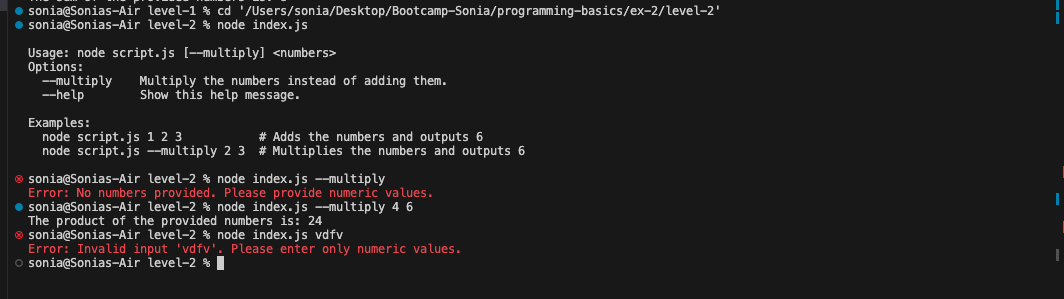 sonia@Sonias-Air level-1 % cd '/Users/sonia/Desktop/Bootcamp-Sonia/programming-basics/ex-2/level-2'
sonia@Sonias-Air level-2 % node index.js
Usage: node script.js [--multiply] <numbers>
Options:
--multiply    Multiply the numbers instead of adding them.
--help        Show this help message.
Examples:
node script.js 1 2 3           # Adds the numbers and outputs 6
node script.js --multiply 2 3  # Multiplies the numbers and outputs 6
sonia@Sonias-Air level-2 % node index.js --multiply
Error: No numbers provided. Please provide numeric values.
sonia@Sonias-Air level-2 % node index.js --multiply 4 6
The product of the provided numbers is: 24
sonia@Sonias-Air level-2 % node index.js vdfv
Error: Invalid input 'vdfv'. Please enter only numeric values.
sonia@Sonias-Air level-2 %